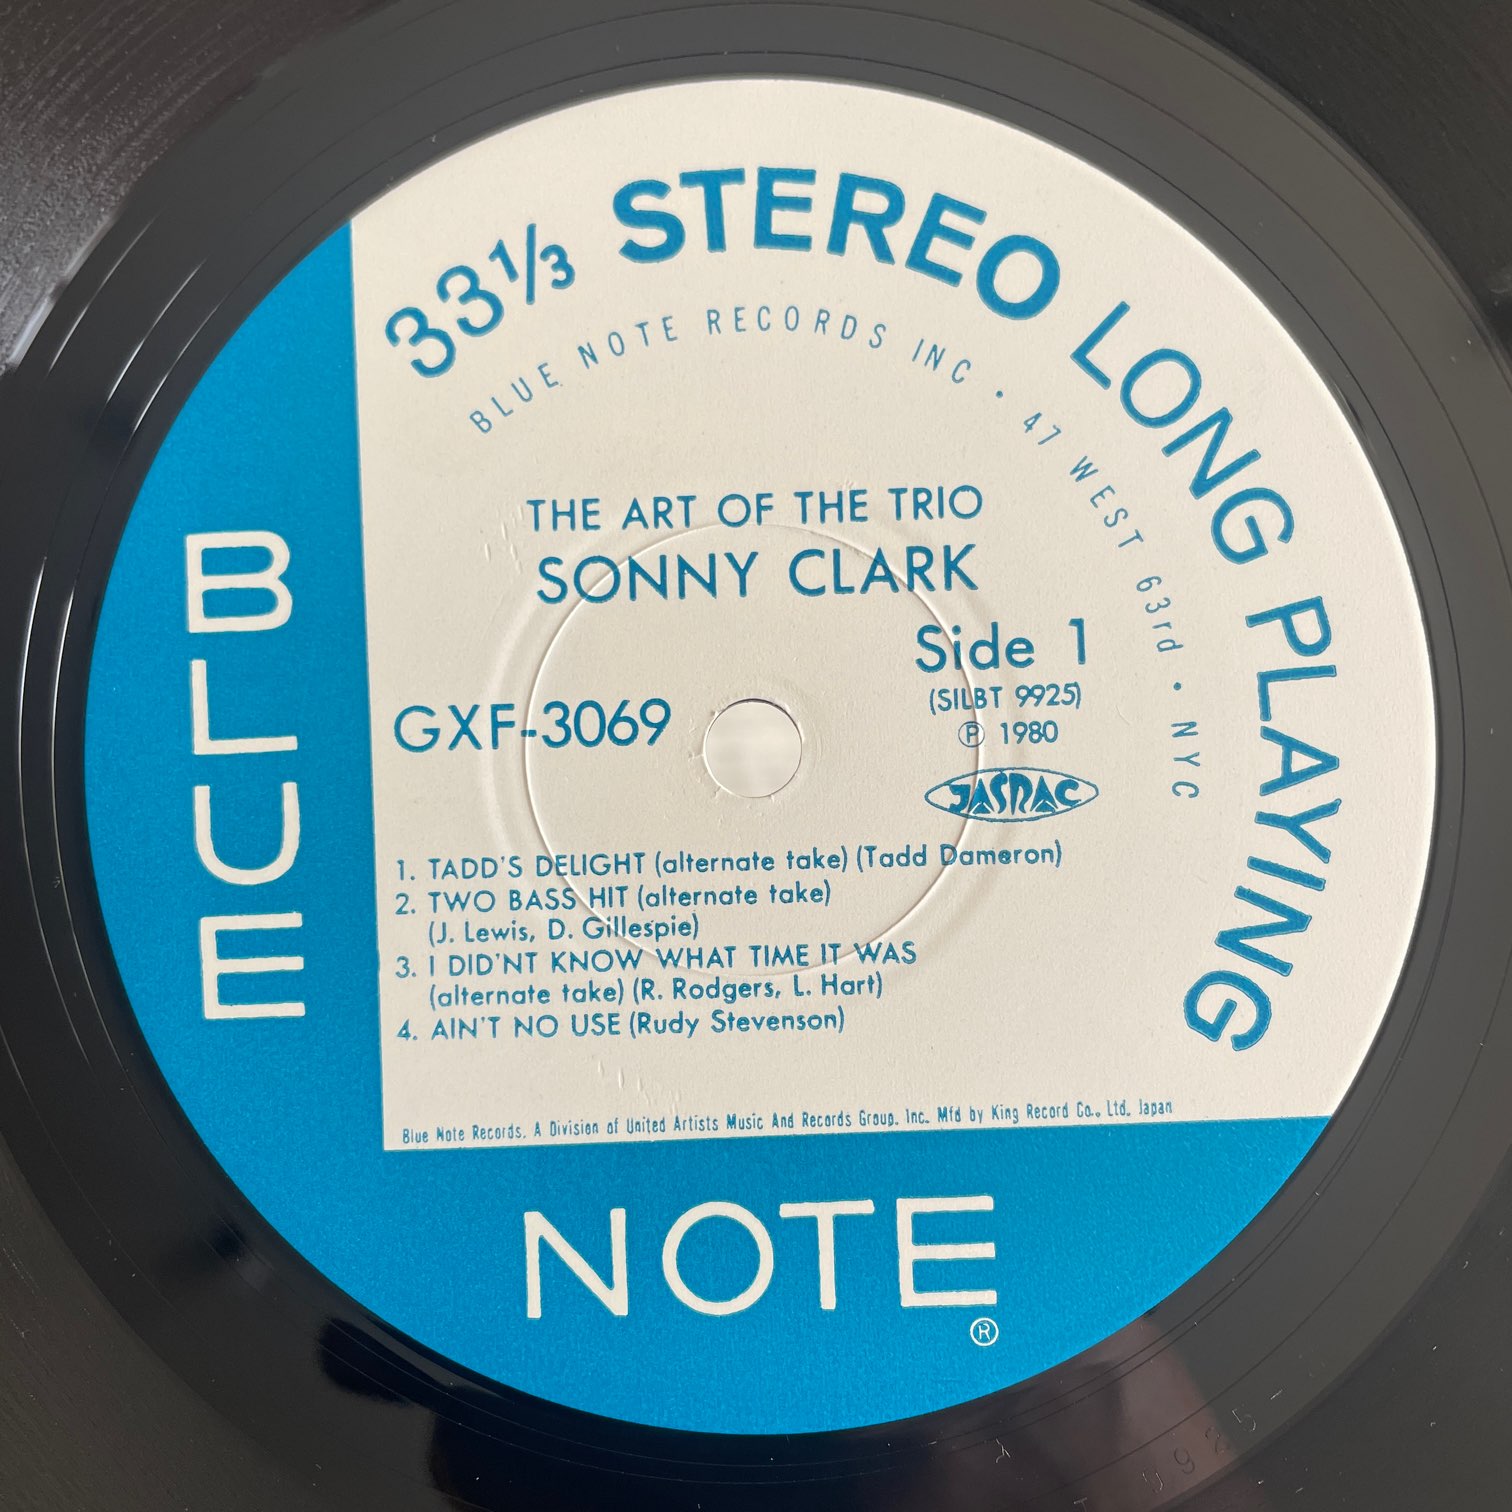 33 1/3 STEREO LONG PLAYING
BLUE NOTE RECORDS INC • 47 WEST 63rd • NYC
THE ART OF THE TRIO
SONNY CLARK
Side 1
(SILBT 9925)
Ⓟ 1980
GXF-3069
JASRAC
1. TADD'S DELIGHT (alternate take) (Tadd Dameron)
2. TWO BASS HIT (alternate take)
(J. Lewis, D. Gillespie)
3. I DID'NT KNOW WHAT TIME IT WAS
(alternate take) (R. Rodgers, L. Hart)
4. AIN'T NO USE (Rudy Stevenson)
Blue Note Records. A Division of United Artists Music And Records Group, Inc. Mfd by King Record Co., Ltd. Japan
BLUE
NOTE
®